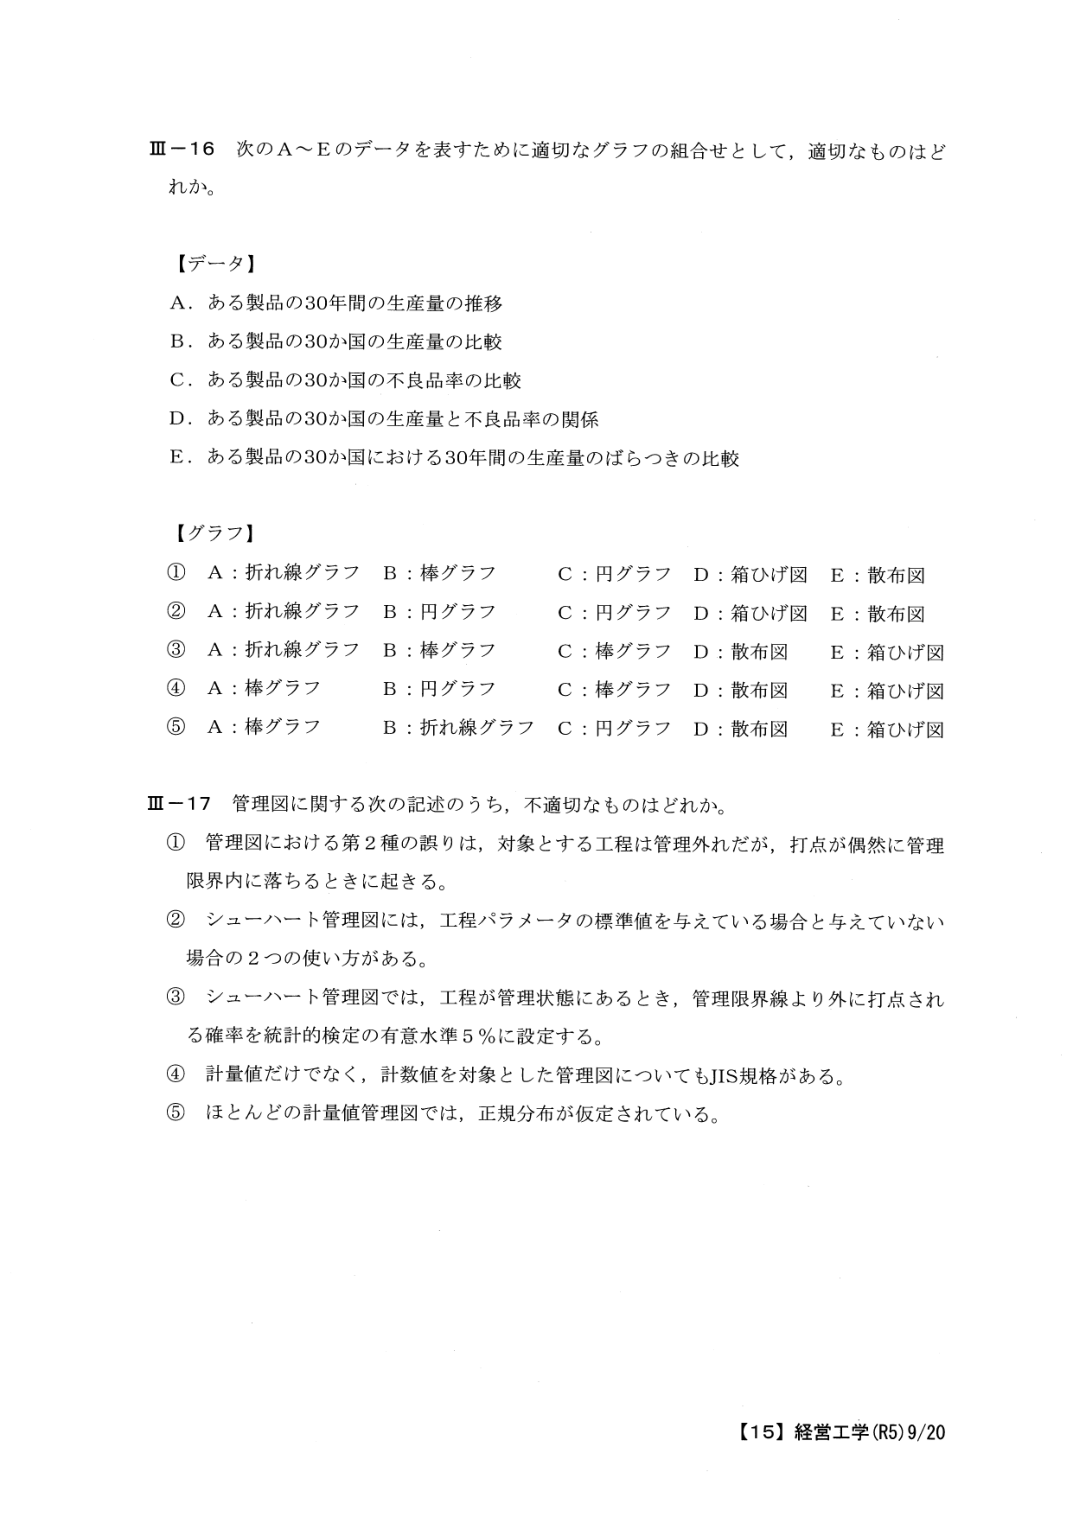 Ⅲ－16　次のA～Eのデータを表すために適切なグラフの組合せとして，適切なものはど
れか。
【データ】
A．ある製品の30年間の生産量の推移
B．ある製品の30か国の生産量の比較
C．ある製品の30か国の不良品率の比較
D．ある製品の30か国の生産量と不良品率の関係
E．ある製品の30か国における30年間の生産量のばらつきの比較
【グラフ】
①　A：折れ線グラフ　B：棒グラフ　C：円グラフ　D：箱ひげ図　E：散布図
②　A：折れ線グラフ　B：円グラフ　C：円グラフ　D：箱ひげ図　E：散布図
③　A：折れ線グラフ　B：棒グラフ　C：棒グラフ　D：散布図　E：箱ひげ図
④　A：棒グラフ　B：円グラフ　C：棒グラフ　D：散布図　E：箱ひげ図
⑤　A：棒グラフ　B：折れ線グラフ　C：円グラフ　D：散布図　E：箱ひげ図
Ⅲ－17　管理図に関する次の記述のうち，不適切なものはどれか。
①　管理図における第２種の誤りは，対象とする工程は管理外れだが，打点が偶然に管理
限界内に落ちるときに起きる。
②　シューハート管理図には，工程パラメータの標準値を与えている場合と与えていない
場合の２つの使い方がある。
③　シューハート管理図では，工程が管理状態にあるとき，管理限界線より外に打点され
る確率を統計的検定の有意水準５％に設定する。
④　計量値だけでなく，計数値を対象とした管理図についてもJIS規格がある。
⑤　ほとんどの計量値管理図では，正規分布が仮定されている。
【15】経営工学(R5)9/20